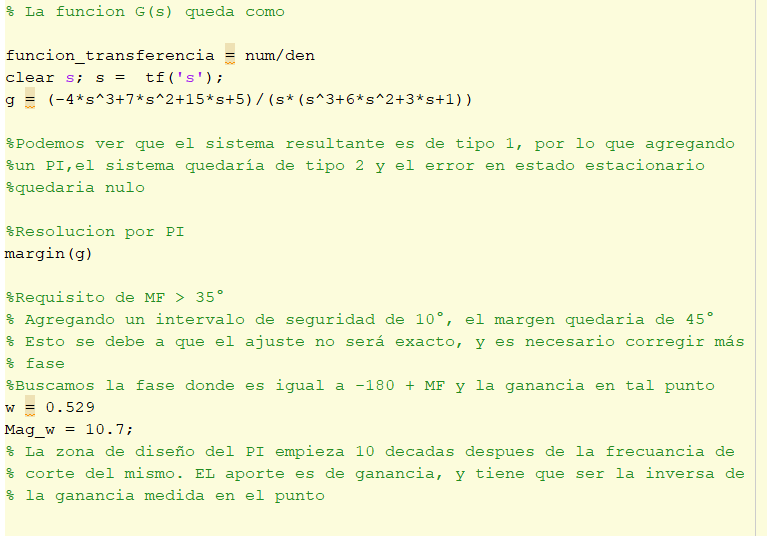 % La funcion G(s) queda como
funcion_transferencia = num/den
clear s; s =  tf('s');
g = (-4*s^3+7*s^2+15*s+5)/(s*(s^3+6*s^2+3*s+1))
%Podemos ver que el sistema resultante es de tipo 1, por lo que agregando
%un PI,el sistema quedaría de tipo 2 y el error en estado estacionario
%quedaria nulo
%Resolucion por PI
margin(g)
%Requisito de MF > 35°
% Agregando un intervalo de seguridad de 10°, el margen quedaria de 45°
% Esto se debe a que el ajuste no será exacto, y es necesario corregir más
% fase
%Buscamos la fase donde es igual a -180 + MF y la ganancia en tal punto
w = 0.529
Mag_w = 10.7;
% La zona de diseño del PI empieza 10 decadas despues de la frecuancia de
% corte del mismo. EL aporte es de ganancia, y tiene que ser la inversa de
% la ganancia medida en el punto